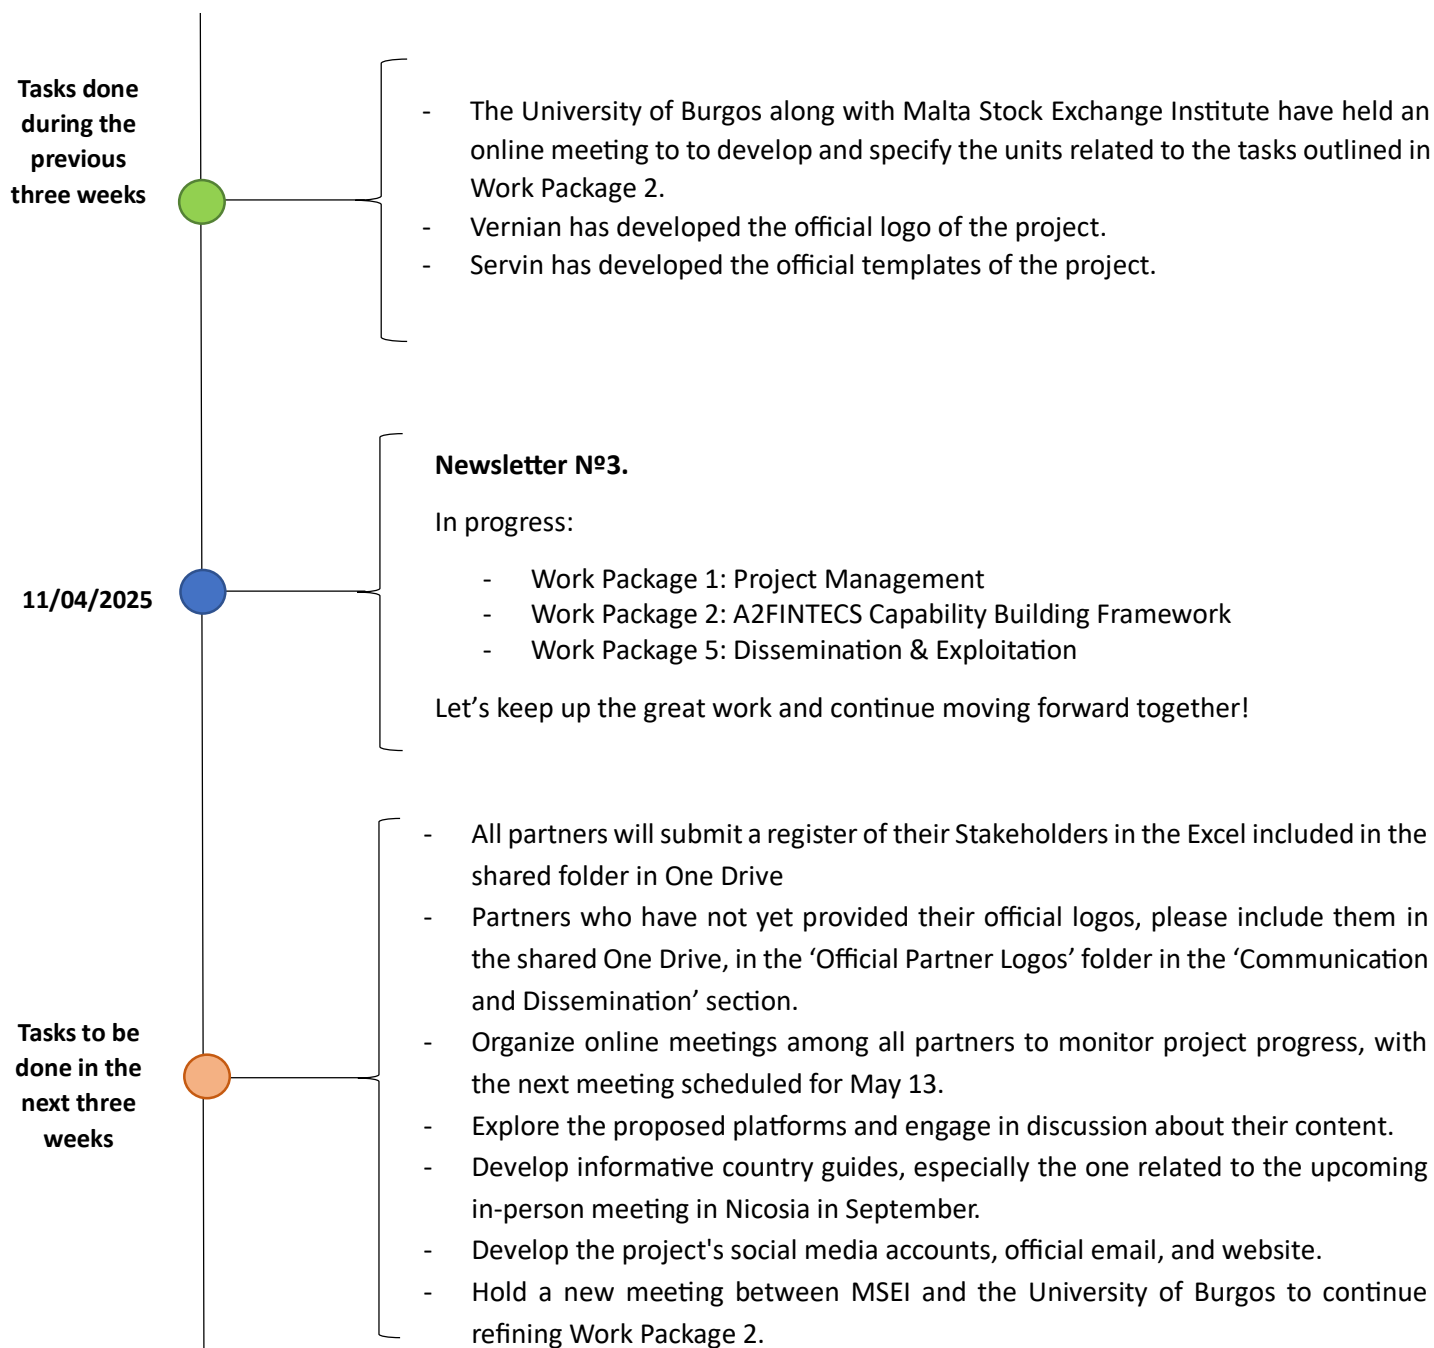 Tasks done
during the
previous
three weeks
- The University of Burgos along with Malta Stock Exchange Institute have held an
online meeting to to develop and specify the units related to the tasks outlined in
Work Package 2.
- Vernian has developed the official logo of the project.
- Servin has developed the official templates of the project.
11/04/2025
Newsletter Nº3.
In progress:
- Work Package 1: Project Management
- Work Package 2: A2FINTECS Capability Building Framework
- Work Package 5: Dissemination & Exploitation
Let’s keep up the great work and continue moving forward together!
Tasks to be
done in the
next three
weeks
- All partners will submit a register of their Stakeholders in the Excel included in the
shared folder in One Drive
- Partners who have not yet provided their official logos, please include them in
the shared One Drive, in the ‘Official Partner Logos’ folder in the ‘Communication
and Dissemination’ section.
- Organize online meetings among all partners to monitor project progress, with
the next meeting scheduled for May 13.
- Explore the proposed platforms and engage in discussion about their content.
- Develop informative country guides, especially the one related to the upcoming
in-person meeting in Nicosia in September.
- Develop the project's social media accounts, official email, and website.
- Hold a new meeting between MSEI and the University of Burgos to continue
refining Work Package 2.